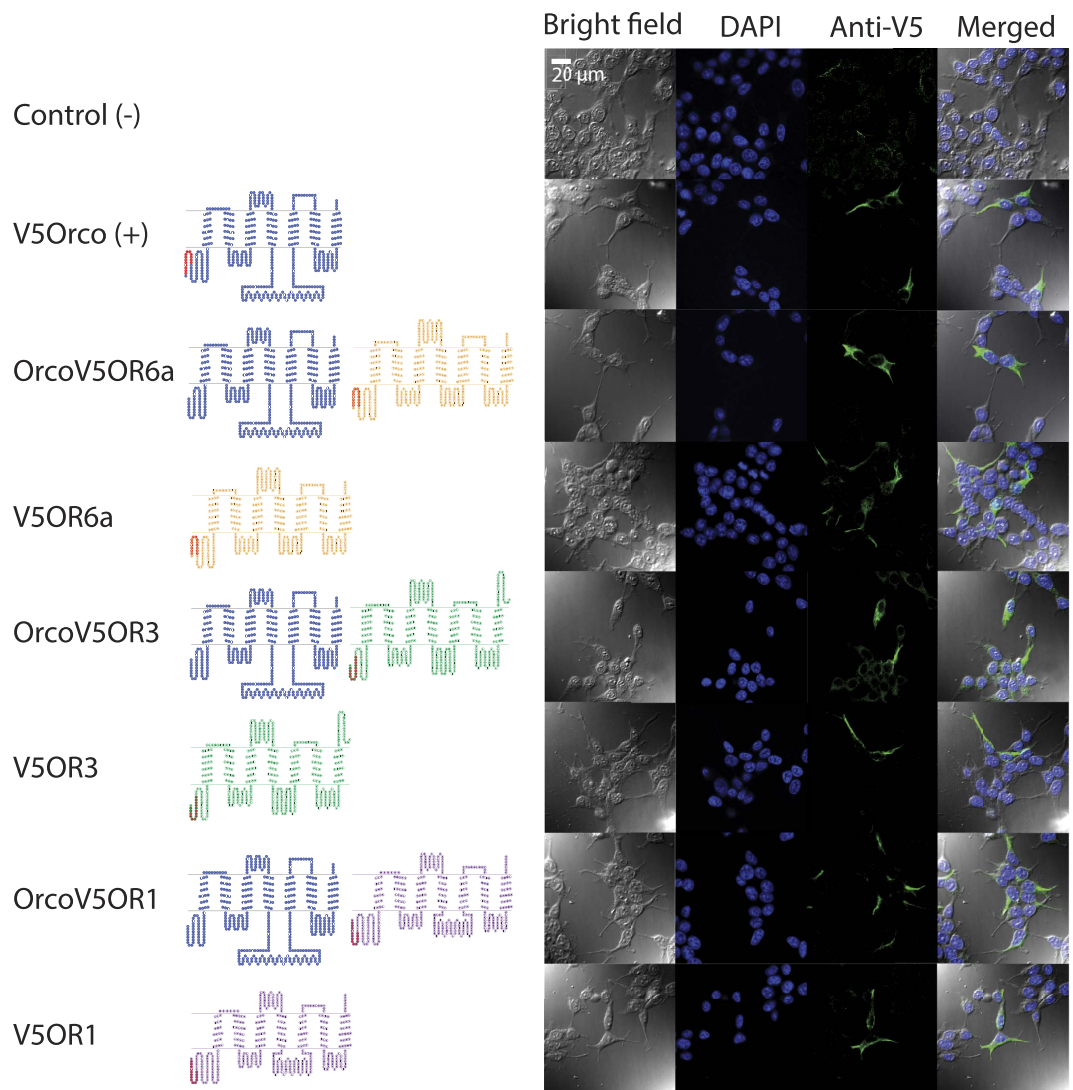 Bright field DAPI Anti-V5 Merged
20 µm
Control (-)
V5Orco (+)
OrcoV5OR6a
V5OR6a
OrcoV5OR3
V5OR3
OrcoV5OR1
V5OR1